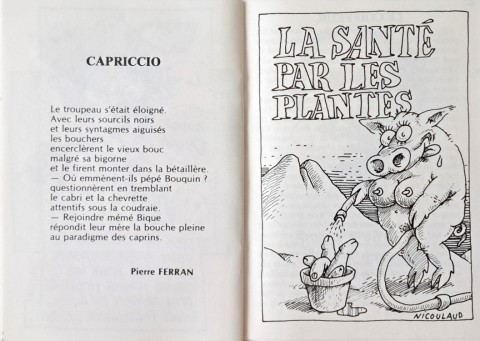 CAPRICCIO
Le troupeau s'était éloigné.
Avec leurs sourcils noirs
et leurs syntagmes aiguisés
les bouchers
encerclèrent le vieux bouc
malgré sa bigorne
et le firent monter dans la bétaillère.
— Où emmènent-ils pépé Bouquin ?
questionnèrent en tremblant
le cabri et la chevrette
attentifs sous la coudraie.
— Rejoindre mémé Bique
répondit leur mère la bouche pleine
au paradigme des caprins.
Pierre FERRAN
LA SANTÉ
PAR LES
PLANTES
NICOULAUD